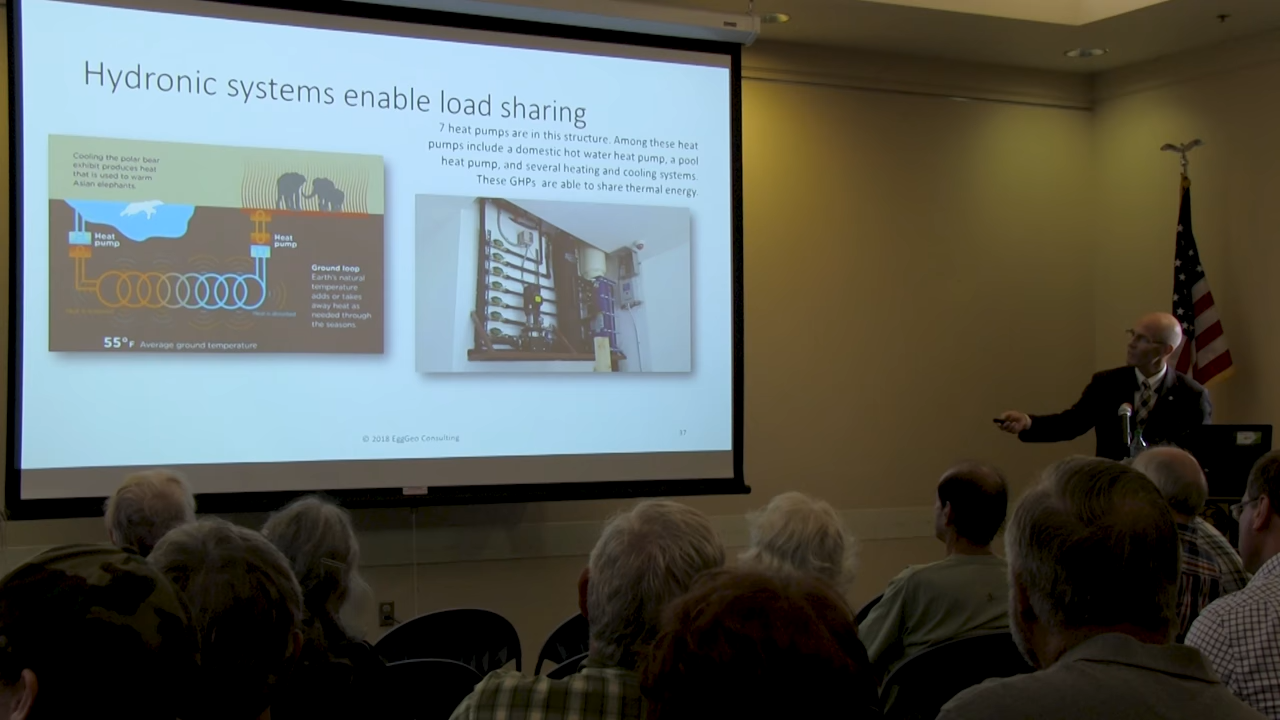 Hydronic systems enable load sharing
7 heat pumps are in this structure. Among these heat
pumps include a domestic hot water heat pump, a pool
heat pump, and several heating and cooling systems.
These GHPs are able to share thermal energy
Cooling the polar bear
exhibit produces heat
that is used to warm
Asian elephants.
Heat
pump
Heat
pump
Ground loop
Earth's natural
temperature
adds or takes
away heat as
needed through
the seasons.
Heat is absorbed
55°F Average ground temperature
© 2018 EggGeo Consulting
17